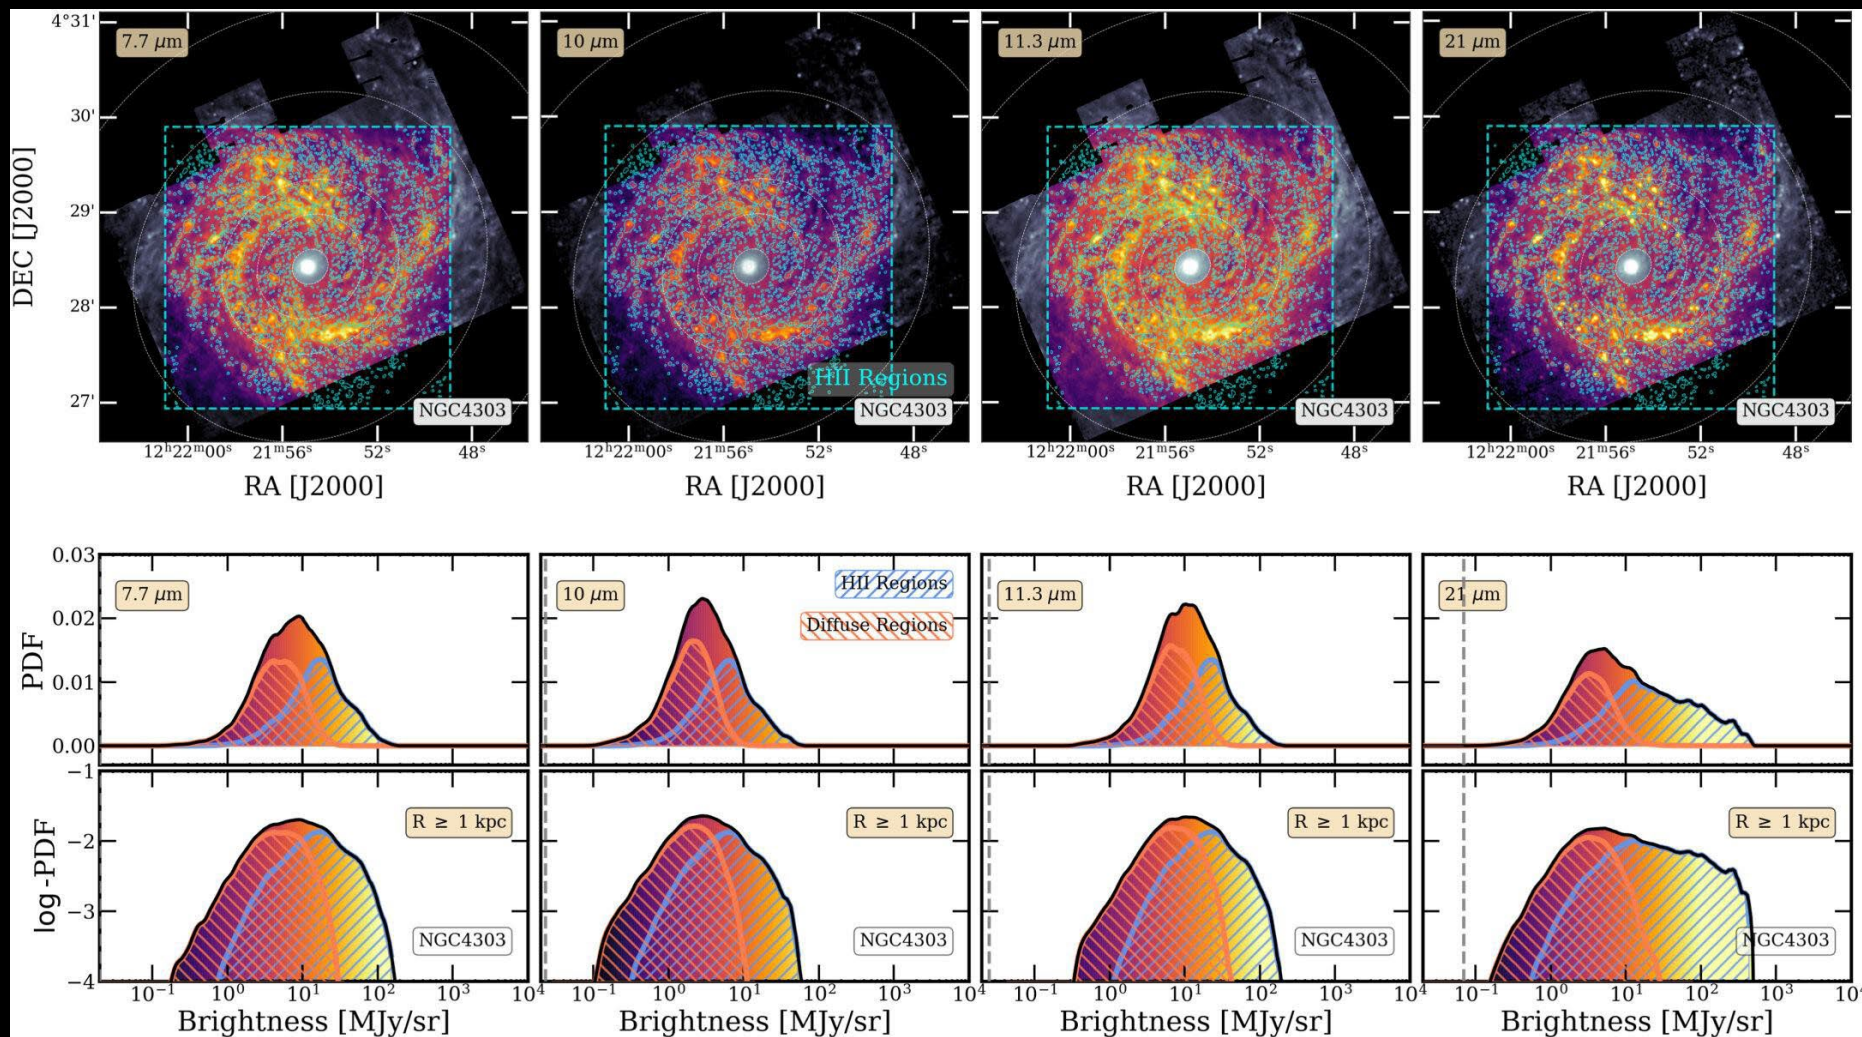 4°31'
30'
29'
28'
27'
DEC [J2000]
7.7 μm
NGC4303
12ʰ22ᵐ00ˢ 21ᵐ56ˢ 52ˢ 48ˢ
RA [J2000]
10 μm
HII Regions
NGC4303
12ʰ22ᵐ00ˢ 21ᵐ56ˢ 52ˢ 48ˢ
RA [J2000]
11.3 μm
NGC4303
12ʰ22ᵐ00ˢ 21ᵐ56ˢ 52ˢ 48ˢ
RA [J2000]
21 μm
NGC4303
12ʰ22ᵐ00ˢ 21ᵐ56ˢ 52ˢ 48ˢ
RA [J2000]
0.03
0.02
0.01
0.00
PDF
7.7 μm
10 μm
HII Regions
Diffuse Regions
11.3 μm
21 μm
−1
−2
−3
−4
log-PDF
R ≥ 1 kpc
NGC4303
10⁻¹ 10⁰ 10¹ 10² 10³ 10⁴
Brightness [MJy/sr]
R ≥ 1 kpc
NGC4303
10⁻¹ 10⁰ 10¹ 10² 10³ 10⁴
Brightness [MJy/sr]
R ≥ 1 kpc
NGC4303
10⁻¹ 10⁰ 10¹ 10² 10³ 10⁴
Brightness [MJy/sr]
R ≥ 1 kpc
NGC4303
10⁻¹ 10⁰ 10¹ 10² 10³ 10⁴
Brightness [MJy/sr]